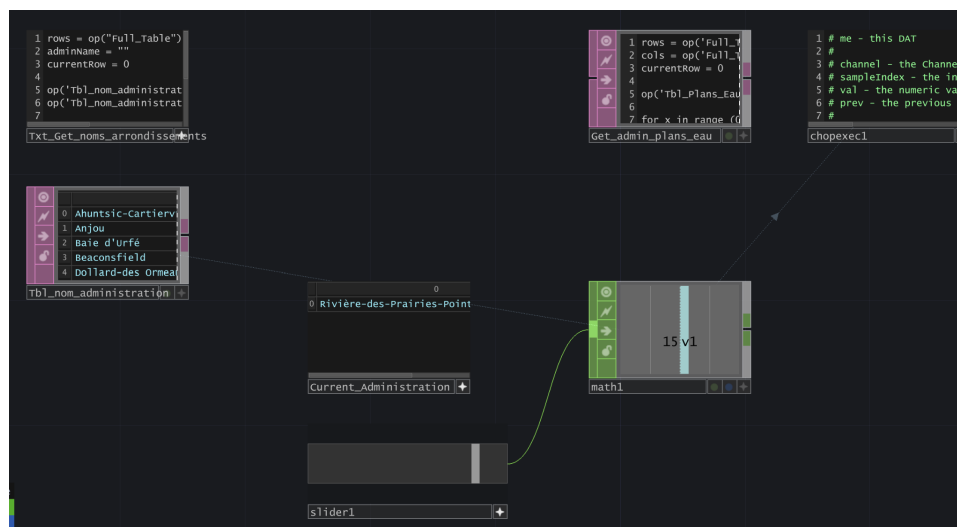 1 rows = op("Full_Table")
2 adminName = ""
3 currentRow = 0
4
5 op('Tbl_nom_administrat
6 op('Tbl_nom_administrat
7
Txt_Get_noms_arrondissements
1 rows = op('Full_T
2 cols = op('Full_T
3 currentRow = 0
4
5 op('Tbl_Plans_Eau
6
7 for x in range (0
Get_admin_plans_eau
1 # me - this DAT
2 #
3 # channel - the Channe
4 # sampleIndex - the in
5 # val - the numeric va
6 # prev - the previous
7 #
chopexec1
0 Ahuntsic-Cartierv
1 Anjou
2 Baie d'Urfé
3 Beaconsfield
4 Dollard-des Ormea
Tbl_nom_administration
0
0 Rivière-des-Prairies-Point
Current_Administration
15 v1
math1
slider1